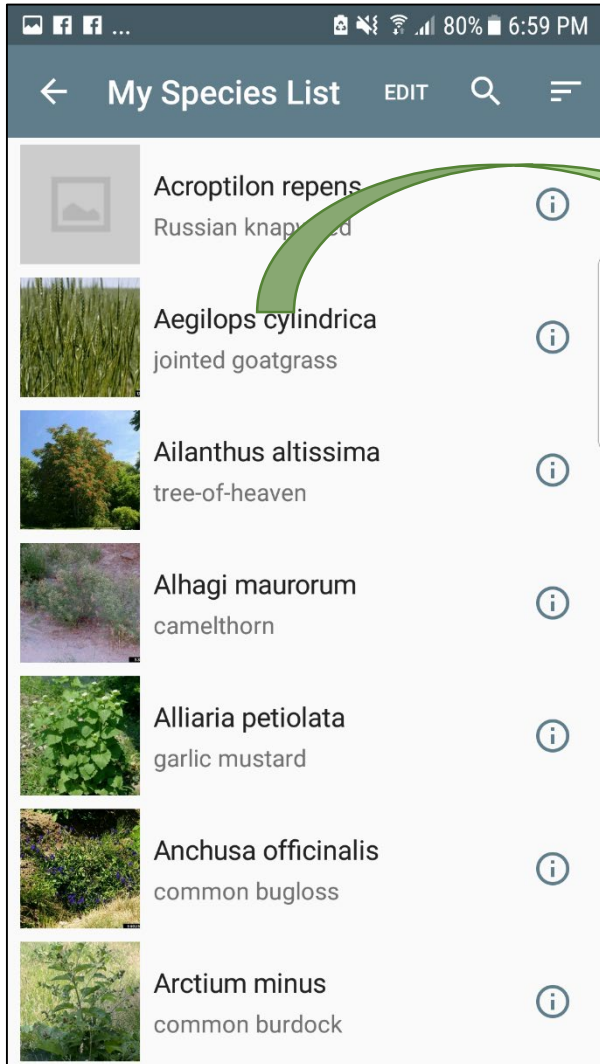 ... 80% 6:59 PM
My Species List EDIT
Acroptilon repens
Russian
Aegilops cylindrica
jointed goatgrass
Ailanthus altissima
tree-of-heaven
Alhagi maurorum
camelthorn
Alliaria petiolata
garlic mustard
Anchusa officinalis
common bugloss
Arctium minus
common burdock